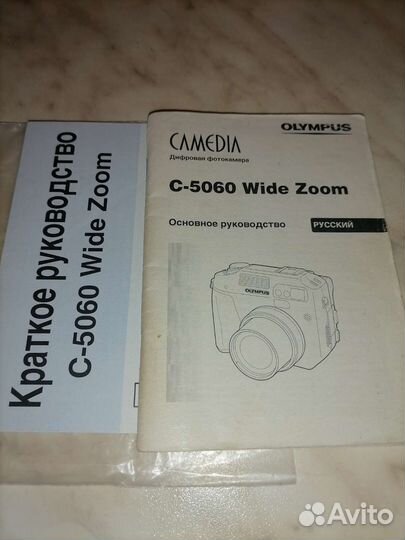 Краткое руководство
C-5060 Wide Zoom
OLYMPUS
CAMEDIA
Цифровая фотокамера
C-5060 Wide Zoom
Основное руководство
РУССКИЙ
OLYMPUS
Avito